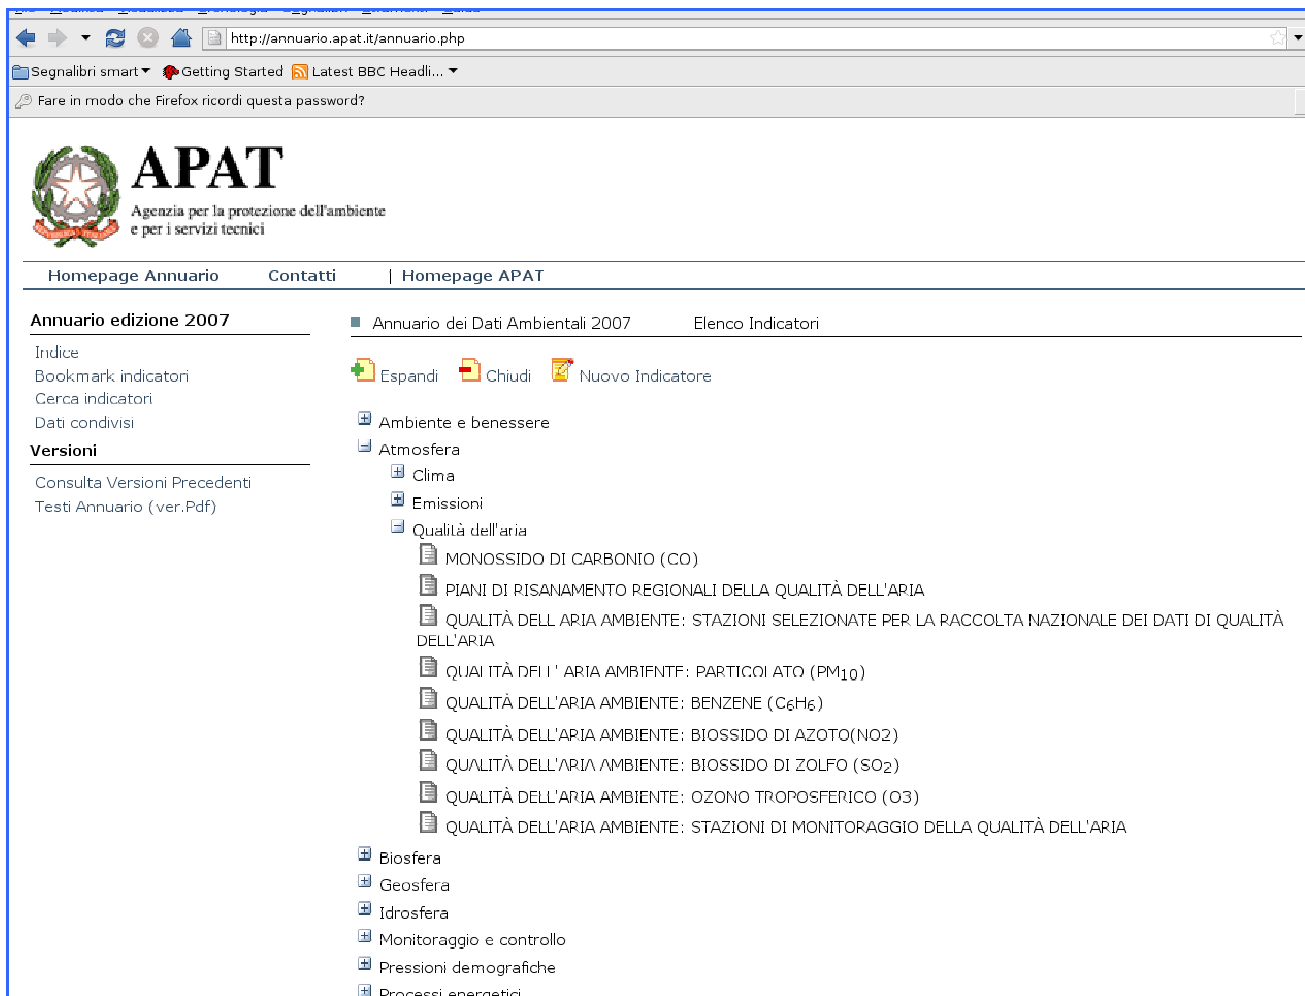 http://annuario.apat.it/annuario.php
Segnalibri smart Getting Started Latest BBC Headli...
Fare in modo che Firefox ricordi questa password?
APAT
Agenzia per la protezione dell'ambiente
e per i servizi tecnici
Homepage Annuario Contatti | Homepage APAT
Annuario edizione 2007
Indice
Bookmark indicatori
Cerca indicatori
Dati condivisi
Versioni
Consulta Versioni Precedenti
Testi Annuario (ver.Pdf)
Annuario dei Dati Ambientali 2007 Elenco Indicatori
Espandi Chiudi Nuovo Indicatore
Ambiente e benessere
Atmosfera
Clima
Emissioni
Qualità dell'aria
MONOSSIDO DI CARBONIO (CO)
PIANI DI RISANAMENTO REGIONALI DELLA QUALITÀ DELL'ARIA
QUALITÀ DELL ARIA AMBIENTE: STAZIONI SELEZIONATE PER LA RACCOLTA NAZIONALE DEI DATI DI QUALITÀ
DELL'ARIA
QUALITÀ DELL' ARIA AMBIENTE: PARTICOLATO (PM10)
QUALITÀ DELL'ARIA AMBIENTE: BENZENE (C6H6)
QUALITÀ DELL'ARIA AMBIENTE: BIOSSIDO DI AZOTO(NO2)
QUALITÀ DELL'ARIA AMBIENTE: BIOSSIDO DI ZOLFO (SO2)
QUALITÀ DELL'ARIA AMBIENTE: OZONO TROPOSFERICO (O3)
QUALITÀ DELL'ARIA AMBIENTE: STAZIONI DI MONITORAGGIO DELLA QUALITÀ DELL'ARIA
Biosfera
Geosfera
Idrosfera
Monitoraggio e controllo
Pressioni demografiche
Processi energetici